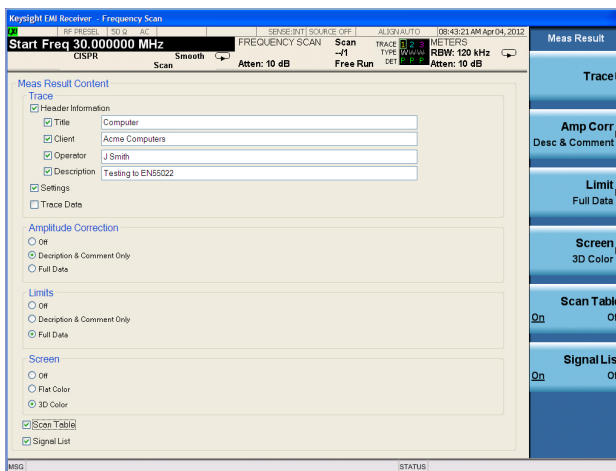 Keysight EMI Receiver - Frequency Scan
LXI RF PRESEL 50 Ω AC SENSE:INT SOURCE OFF ALIGN AUTO 08:43:21 AM Apr 04, 2012
Start Freq 30.000000 MHz
FREQUENCY SCAN Scan TRACE 1 2 3 METERS
CISPR Smooth --/1 TYPE WWW RBW: 120 kHz
Scan Atten: 10 dB Free Run DET P P P Atten: 10 dB
Meas Result Content
Trace
Header Information
Title Computer
Client Acme Computers
Operator J Smith
Description Testing to EN55022
Settings
Trace Data
Amplitude Correction
Off
Decription & Comment Only
Full Data
Limits
Off
Decription & Comment Only
Full Data
Screen
Off
Flat Color
3D Color
Scan Table
Signal List
MSG STATUS
Meas Result
Trace
Amp Corr
Desc & Comment
Limit
Full Data
Screen
3D Color
Scan Table
On
Signal Lis
On